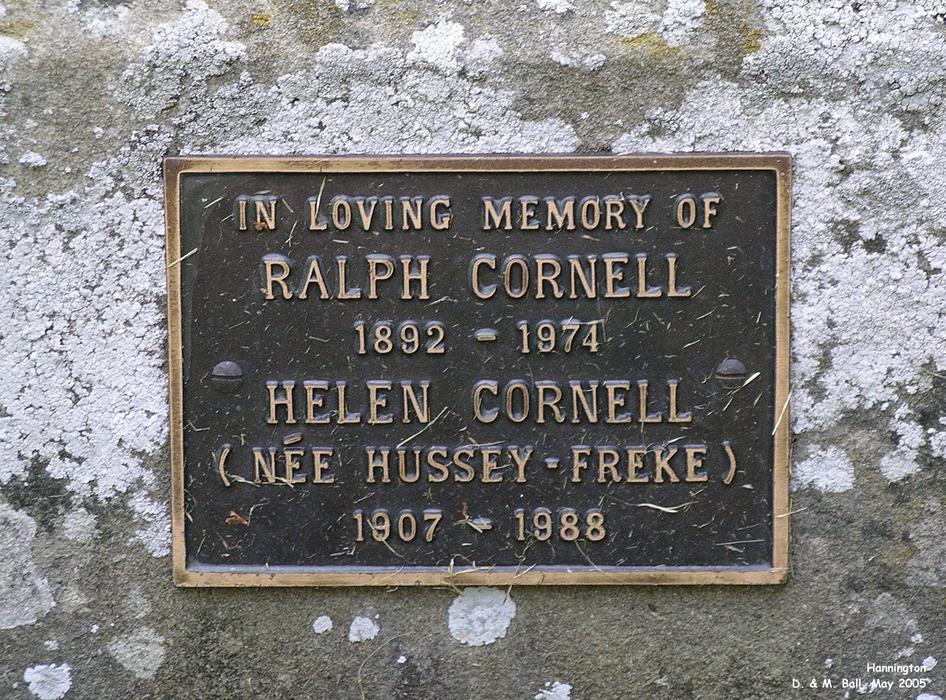 IN LOVING MEMORY OF
RALPH CORNELL
1892 - 1974
HELEN CORNELL
(NÉE HUSSEY-FREKE)
1907 - 1988
Hannington
D. & M. Ball, May 2005